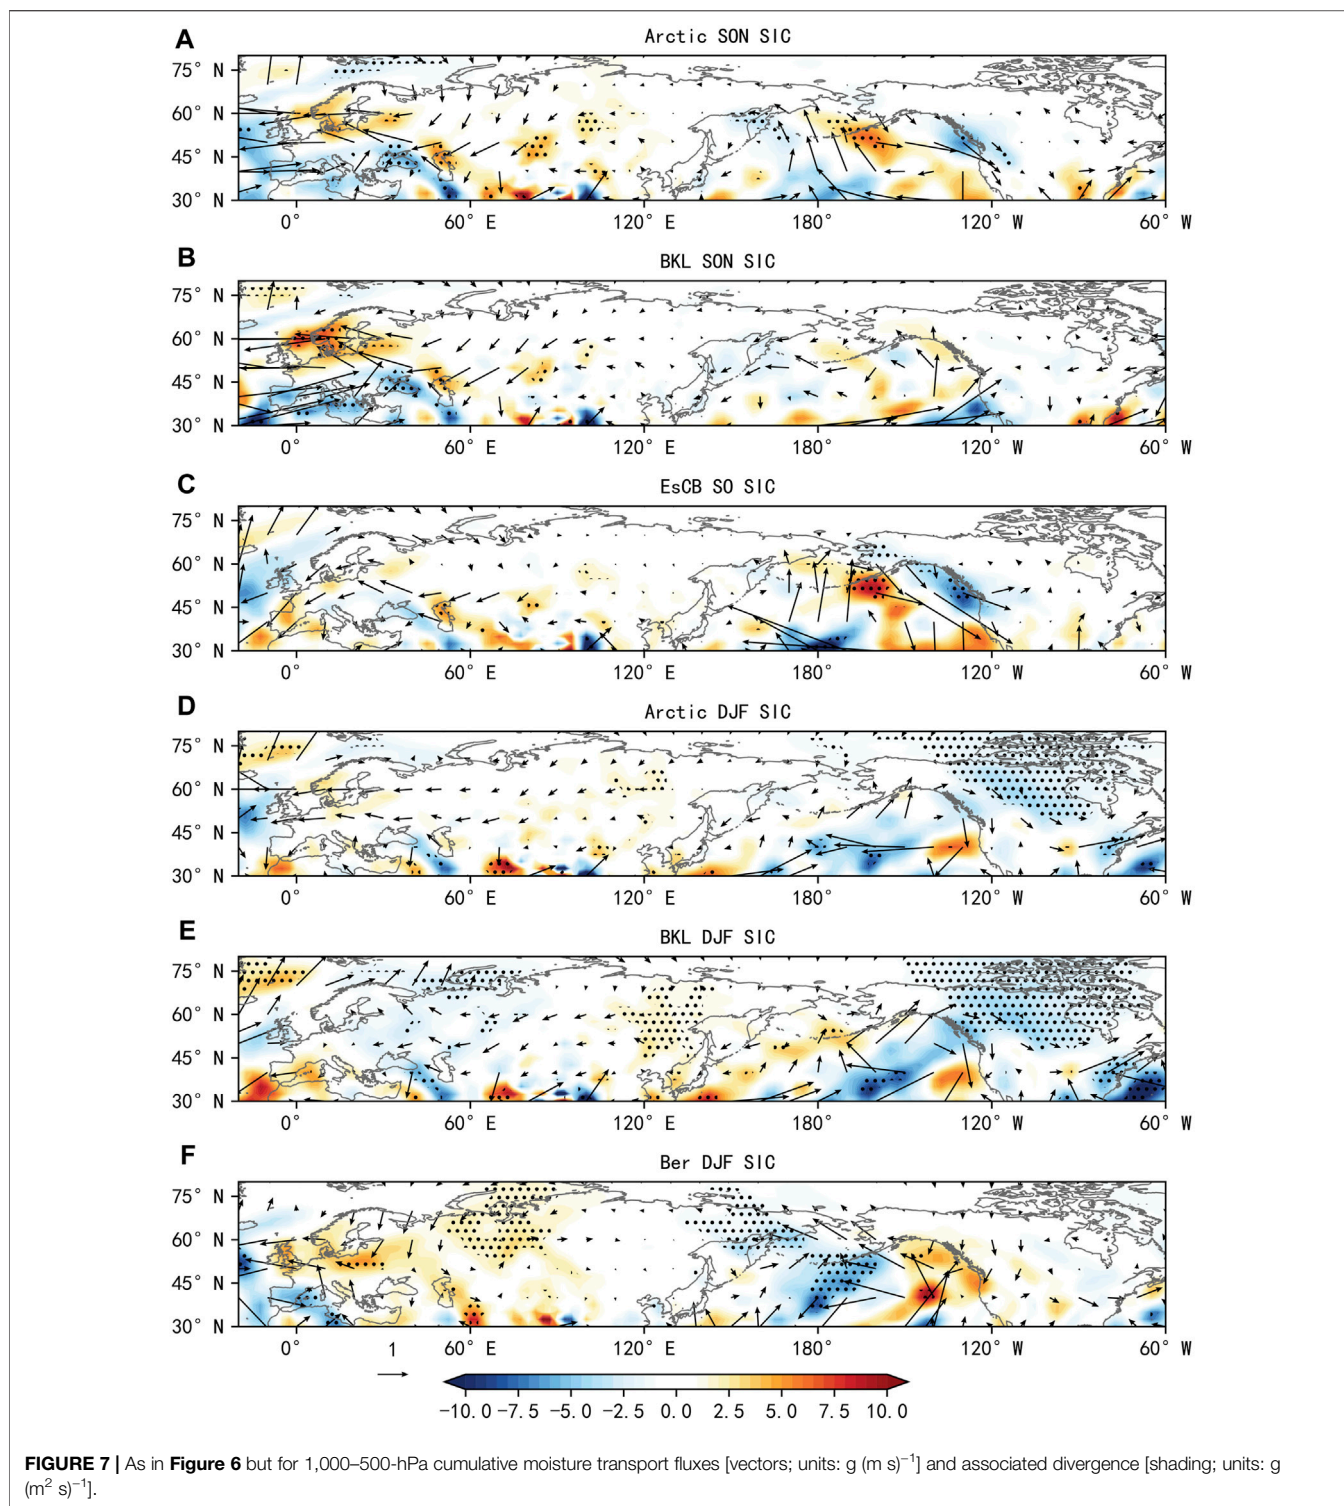 A
Arctic SON SIC
75° N
60° N
45° N
30° N
0° 60° E 120° E 180° 120° W 60° W
B
BKL SON SIC
75° N
60° N
45° N
30° N
0° 60° E 120° E 180° 120° W 60° W
C
EsCB SO SIC
75° N
60° N
45° N
30° N
0° 60° E 120° E 180° 120° W 60° W
D
Arctic DJF SIC
75° N
60° N
45° N
30° N
0° 60° E 120° E 180° 120° W 60° W
E
BKL DJF SIC
75° N
60° N
45° N
30° N
0° 60° E 120° E 180° 120° W 60° W
F
Ber DJF SIC
75° N
60° N
45° N
30° N
0° 60° E 120° E 180° 120° W 60° W
1
-10.0 -7.5 -5.0 -2.5 0.0 2.5 5.0 7.5 10.0
FIGURE 7 | As in Figure 6 but for 1,000–500-hPa cumulative moisture transport fluxes [vectors; units: g (m s)⁻¹] and associated divergence [shading; units: g
(m² s)⁻¹].